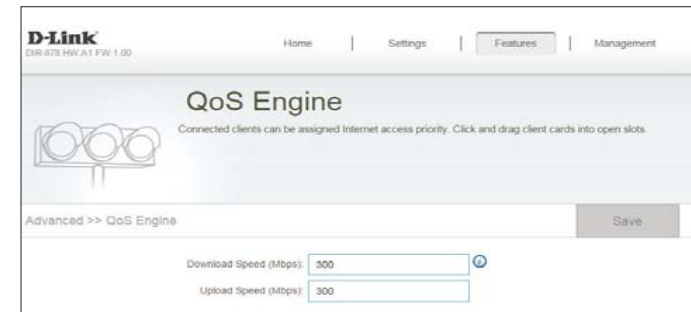 D-Link
DIR-878 HW:A1 FW:1.00
Home | Settings | Features | Management
QoS Engine
Connected clients can be assigned Internet access priority. Click and drag client cards into open slots.
Advanced >> QoS Engine
Save
Download Speed (Mbps): 300
Upload Speed (Mbps): 300